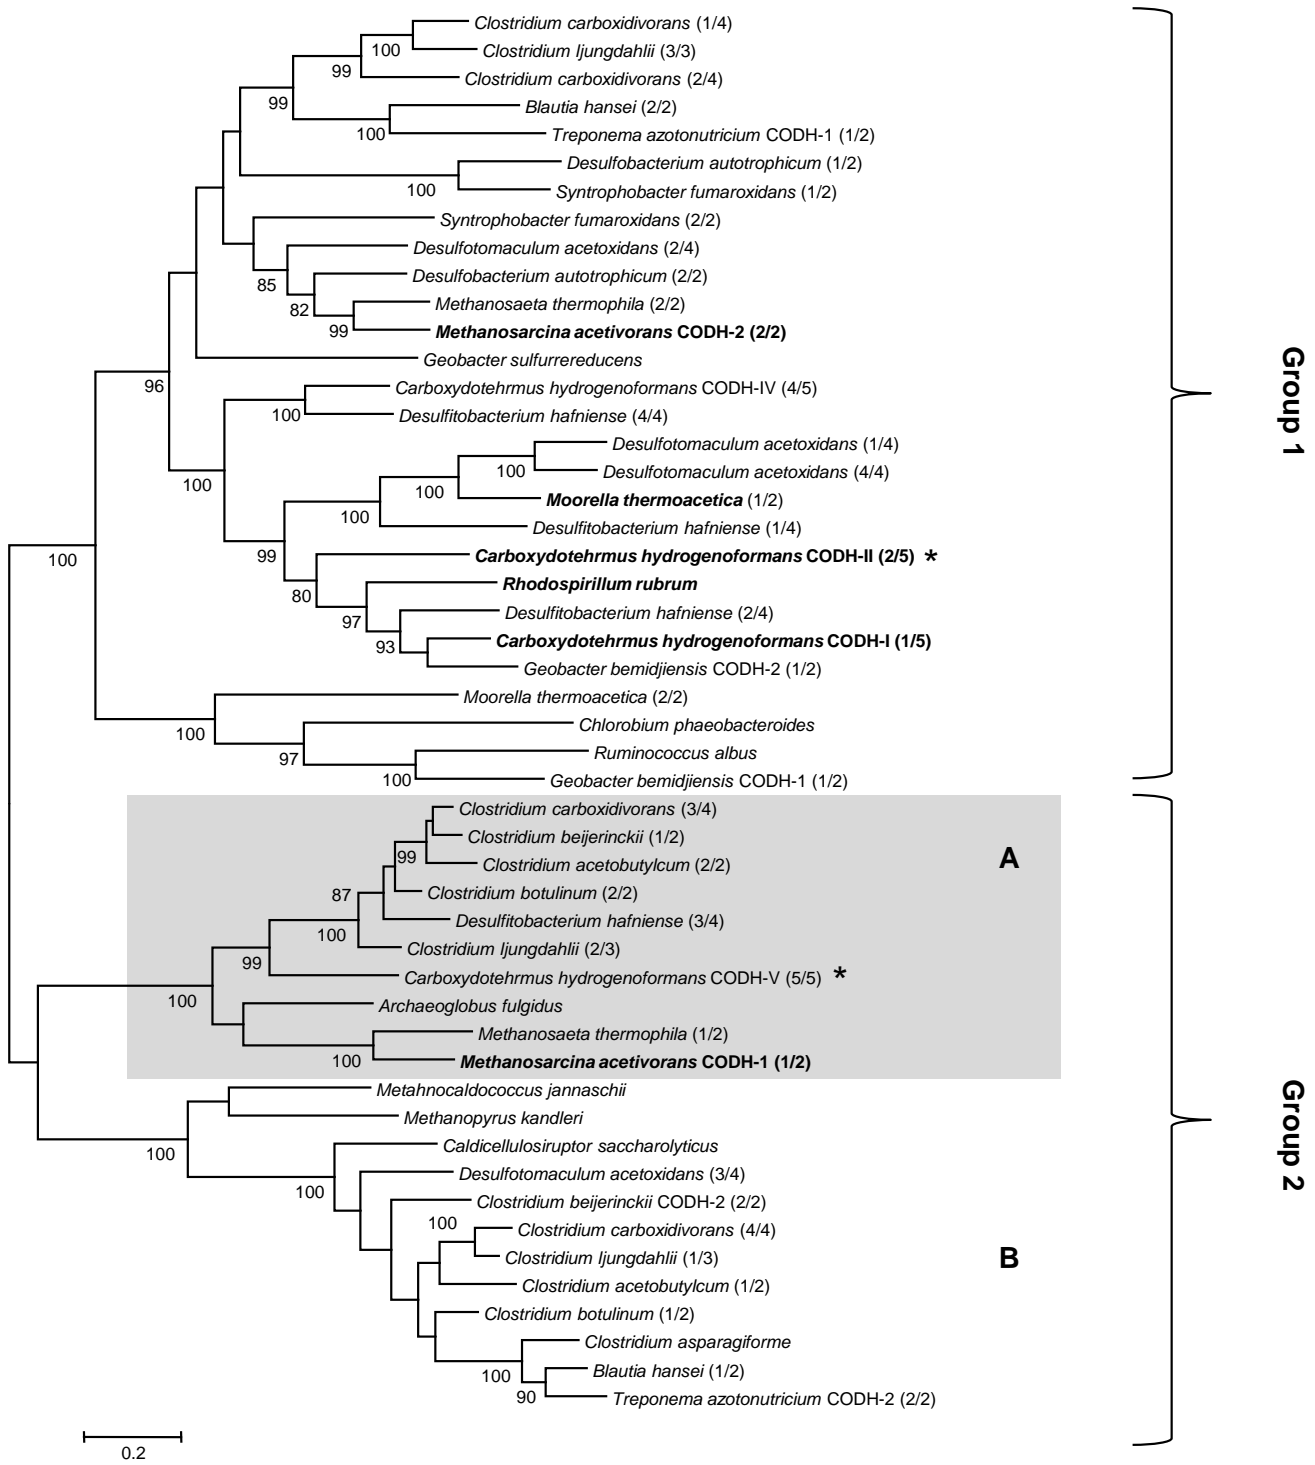 Clostridium carboxidivorans (1/4)
100
Clostridium ljungdahlii (3/3)
99
Clostridium carboxidivorans (2/4)
99
Blautia hansei (2/2)
100
Treponema azotonutricium CODH-1 (1/2)
Desulfobacterium autotrophicum (1/2)
100
Syntrophobacter fumaroxidans (1/2)
Syntrophobacter fumaroxidans (2/2)
Desulfotomaculum acetoxidans (2/4)
85
Desulfobacterium autotrophicum (2/2)
82
Methanosaeta thermophila (2/2)
99
Methanosarcina acetivorans CODH-2 (2/2)
Geobacter sulfurrereducens
96
Carboxydotehrmus hydrogenoformans CODH-IV (4/5)
100
Desulfitobacterium hafniense (4/4)
Group 1
Desulfotomaculum acetoxidans (1/4)
100
Desulfotomaculum acetoxidans (4/4)
100
100
Moorella thermoacetica (1/2)
100
Desulfitobacterium hafniense (1/4)
99
100
Carboxydotehrmus hydrogenoformans CODH-II (2/5) *
80
Rhodospirillum rubrum
97
Desulfitobacterium hafniense (2/4)
93
Carboxydotehrmus hydrogenoformans CODH-I (1/5)
Geobacter bemidjiensis CODH-2 (1/2)
Moorella thermoacetica (2/2)
100
Chlorobium phaeobacteroides
97
Ruminococcus albus
100
Geobacter bemidjiensis CODH-1 (1/2)
Clostridium carboxidivorans (3/4)
Clostridium beijerinckii (1/2)
99
A
Clostridium acetobutylcum (2/2)
87
Clostridium botulinum (2/2)
Desulfitobacterium hafniense (3/4)
100
Clostridium ljungdahlii (2/3)
99
Carboxydotehrmus hydrogenoformans CODH-V (5/5) *
100
Archaeoglobus fulgidus
Methanosaeta thermophila (1/2)
100
Methanosarcina acetivorans CODH-1 (1/2)
Metahnocaldococcus jannaschii
Methanopyrus kandleri
Group 2
100
Caldicellulosiruptor saccharolyticus
Desulfotomaculum acetoxidans (3/4)
100
Clostridium beijerinckii CODH-2 (2/2)
100
Clostridium carboxidivorans (4/4)
Clostridium ljungdahlii (1/3)
B
Clostridium acetobutylcum (1/2)
Clostridium botulinum (1/2)
Clostridium asparagiforme
100
Blautia hansei (1/2)
90
Treponema azotonutricium CODH-2 (2/2)
0.2